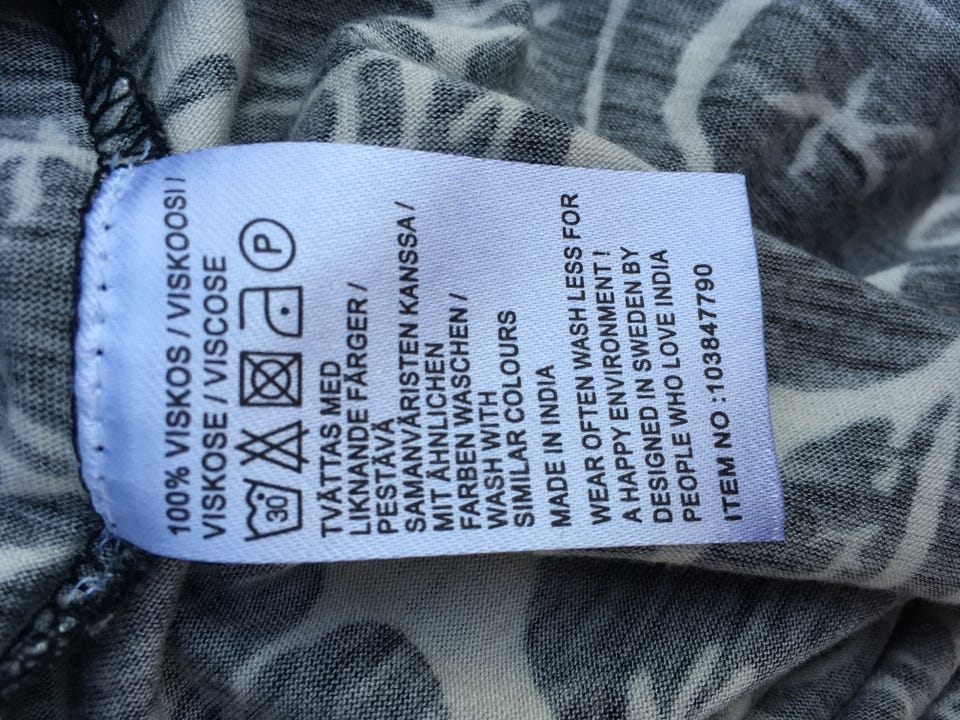 100% VISKOS / VISKOOSI /
VISKOSE / VISCOSE
30 P
TVÄTTAS MED
LIKNANDE FÄRGER /
PESTÄVÄ
SAMANVÄRISTEN KANSSA /
MIT ÄHNLICHEN
FARBEN WASCHEN /
WASH WITH
SIMILAR COLOURS
MADE IN INDIA
WEAR OFTEN WASH LESS FOR
A HAPPY ENVIRONMENT !
DESIGNED IN SWEDEN BY
PEOPLE WHO LOVE INDIA
ITEM NO :103847790